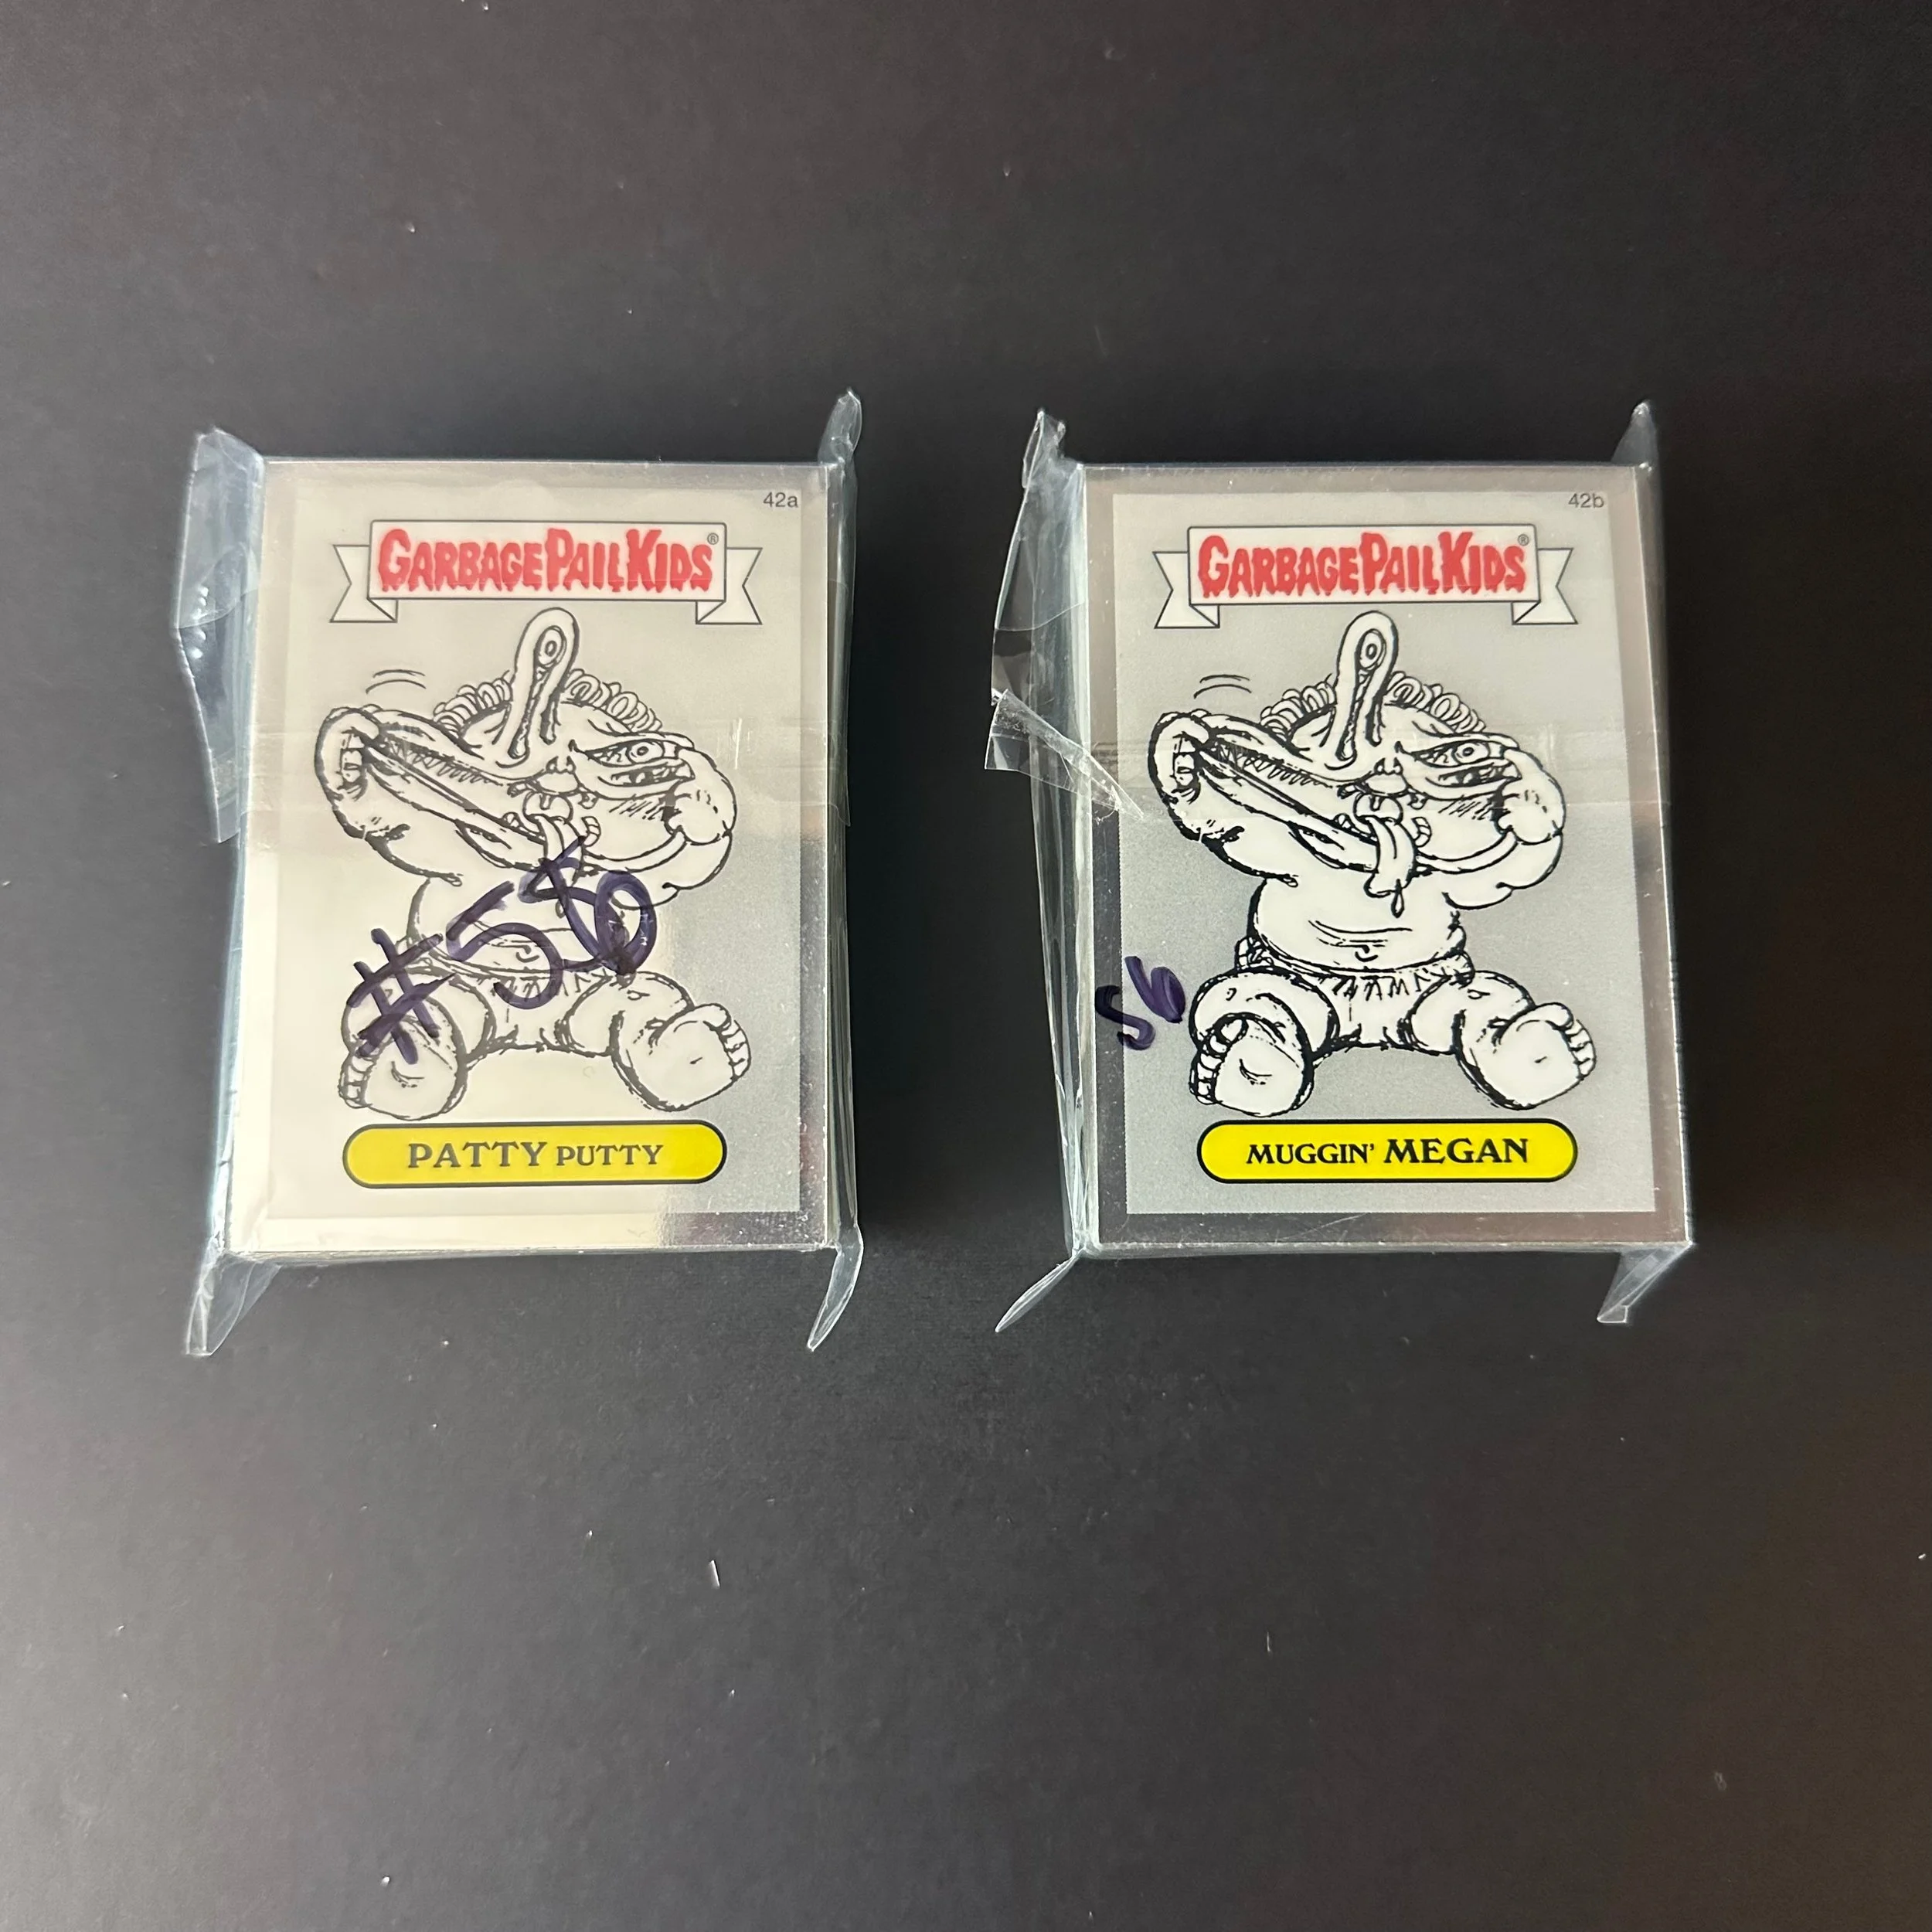 42a
GARBAGE PAIL KIDS®
#56
PATTY PUTTY
42b
GARBAGE PAIL KIDS®
56
MUGGIN' MEGAN